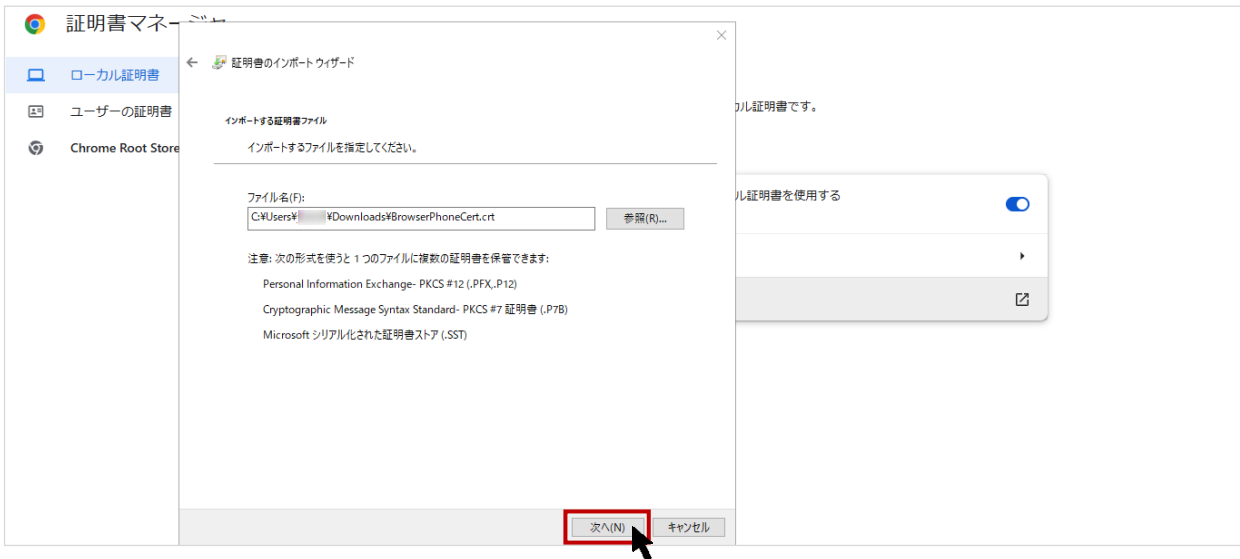 証明書マネージャ
ローカル証明書
ユーザーの証明書
Chrome Root Store
証明書のインポート ウィザード
インポートする証明書ファイル
インポートするファイルを指定してください。
ファイル名(F):
C:¥Users¥ ¥Downloads¥BrowserPhoneCert.crt
参照(R)...
注意: 次の形式を使うと 1 つのファイルに複数の証明書を保管できます:
Personal Information Exchange- PKCS #12 (.PFX,.P12)
Cryptographic Message Syntax Standard- PKCS #7 証明書 (.P7B)
Microsoft シリアル化された証明書ストア (.SST)
次へ(N)
キャンセル
カル証明書です。
ル証明書を使用する